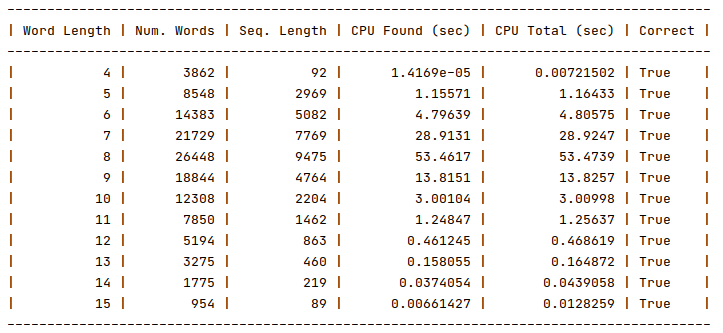 ----------------------------------------------------------------------------------------
| Word Length | Num. Words | Seq. Length | CPU Found (sec) | CPU Total (sec) | Correct |
----------------------------------------------------------------------------------------
|           4 |       3862 |          92 |      1.4169e-05 |      0.00721502 | True    |
|           5 |       8548 |        2969 |         1.15571 |         1.16433 | True    |
|           6 |      14383 |        5082 |         4.79639 |         4.80575 | True    |
|           7 |      21729 |        7769 |         28.9131 |         28.9247 | True    |
|           8 |      26448 |        9475 |         53.4617 |         53.4739 | True    |
|           9 |      18844 |        4764 |         13.8151 |         13.8257 | True    |
|          10 |      12308 |        2204 |         3.00104 |         3.00998 | True    |
|          11 |       7850 |        1462 |         1.24847 |         1.25637 | True    |
|          12 |       5194 |         863 |        0.461245 |        0.468619 | True    |
|          13 |       3275 |         460 |        0.158055 |        0.164872 | True    |
|          14 |       1775 |         219 |       0.0374054 |       0.0439058 | True    |
|          15 |        954 |          89 |      0.00661427 |       0.0128259 | True    |
----------------------------------------------------------------------------------------